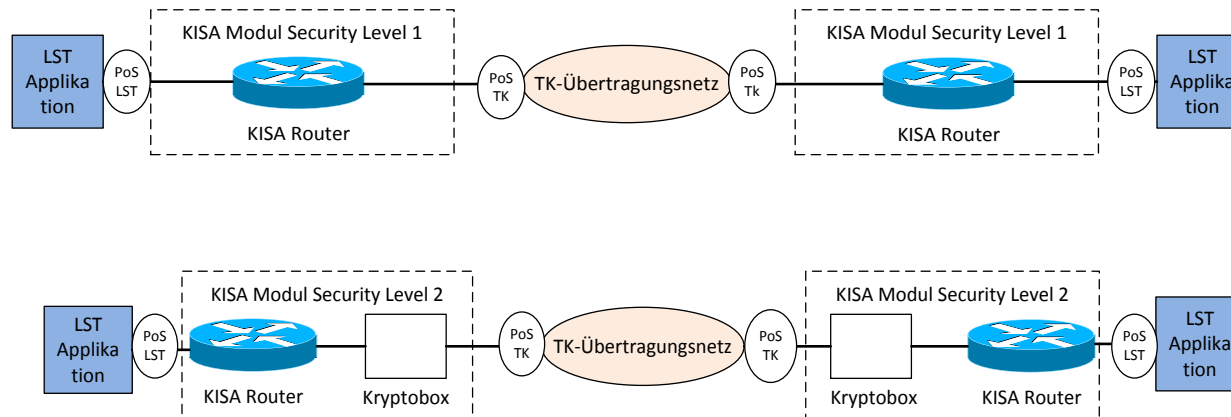 KISA Modul Security Level 1
KISA Modul Security Level 1
LST
Applika
tion
PoS
LST
KISA Router
PoS
TK
TK-Übertragungsnetz
PoS
Tk
KISA Router
PoS
LST
LST
Applika
tion
KISA Modul Security Level 2
KISA Modul Security Level 2
LST
Applika
tion
PoS
LST
KISA Router
Kryptobox
PoS
TK
TK-Übertragungsnetz
PoS
TK
Kryptobox
KISA Router
PoS
LST
LST
Applika
tion